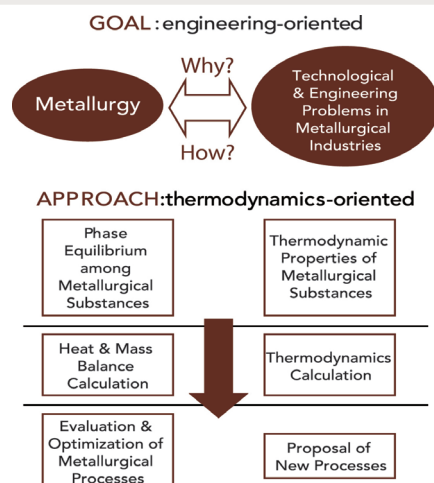 GOAL : engineering-oriented
Metallurgy
Why?
How?
Technological
& Engineering
Problems in
Metallurgical
Industries
APPROACH:thermodynamics-oriented
Phase
Equilibrium
among
Metallurgical
Substances
Thermodynamic
Properties of
Metallurgical
Substances
Heat & Mass
Balance
Calculation
Thermodynamics
Calculation
Evaluation &
Optimization of
Metallurgical
Processes
Proposal of
New Processes